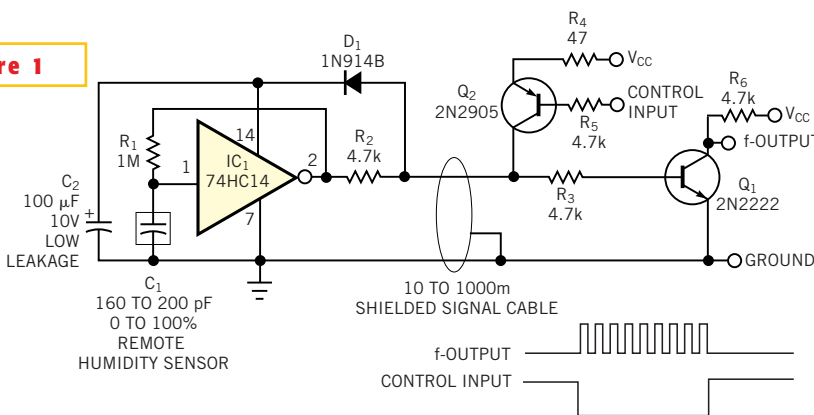 re 1
D1
1N914B
R4
47
VCC
Q2
2N2905
CONTROL
INPUT
R5
4.7k
R6
4.7k
VCC
f-OUTPUT
R1
1M
14
1
IC1
74HC14
2
7
R2
4.7k
R3
4.7k
Q1
2N2222
C2
100 µF
10V
LOW
LEAKAGE
+
C1
160 TO 200 pF
0 TO 100%
REMOTE
HUMIDITY SENSOR
10 TO 1000m
SHIELDED SIGNAL CABLE
GROUND
f-OUTPUT
CONTROL INPUT